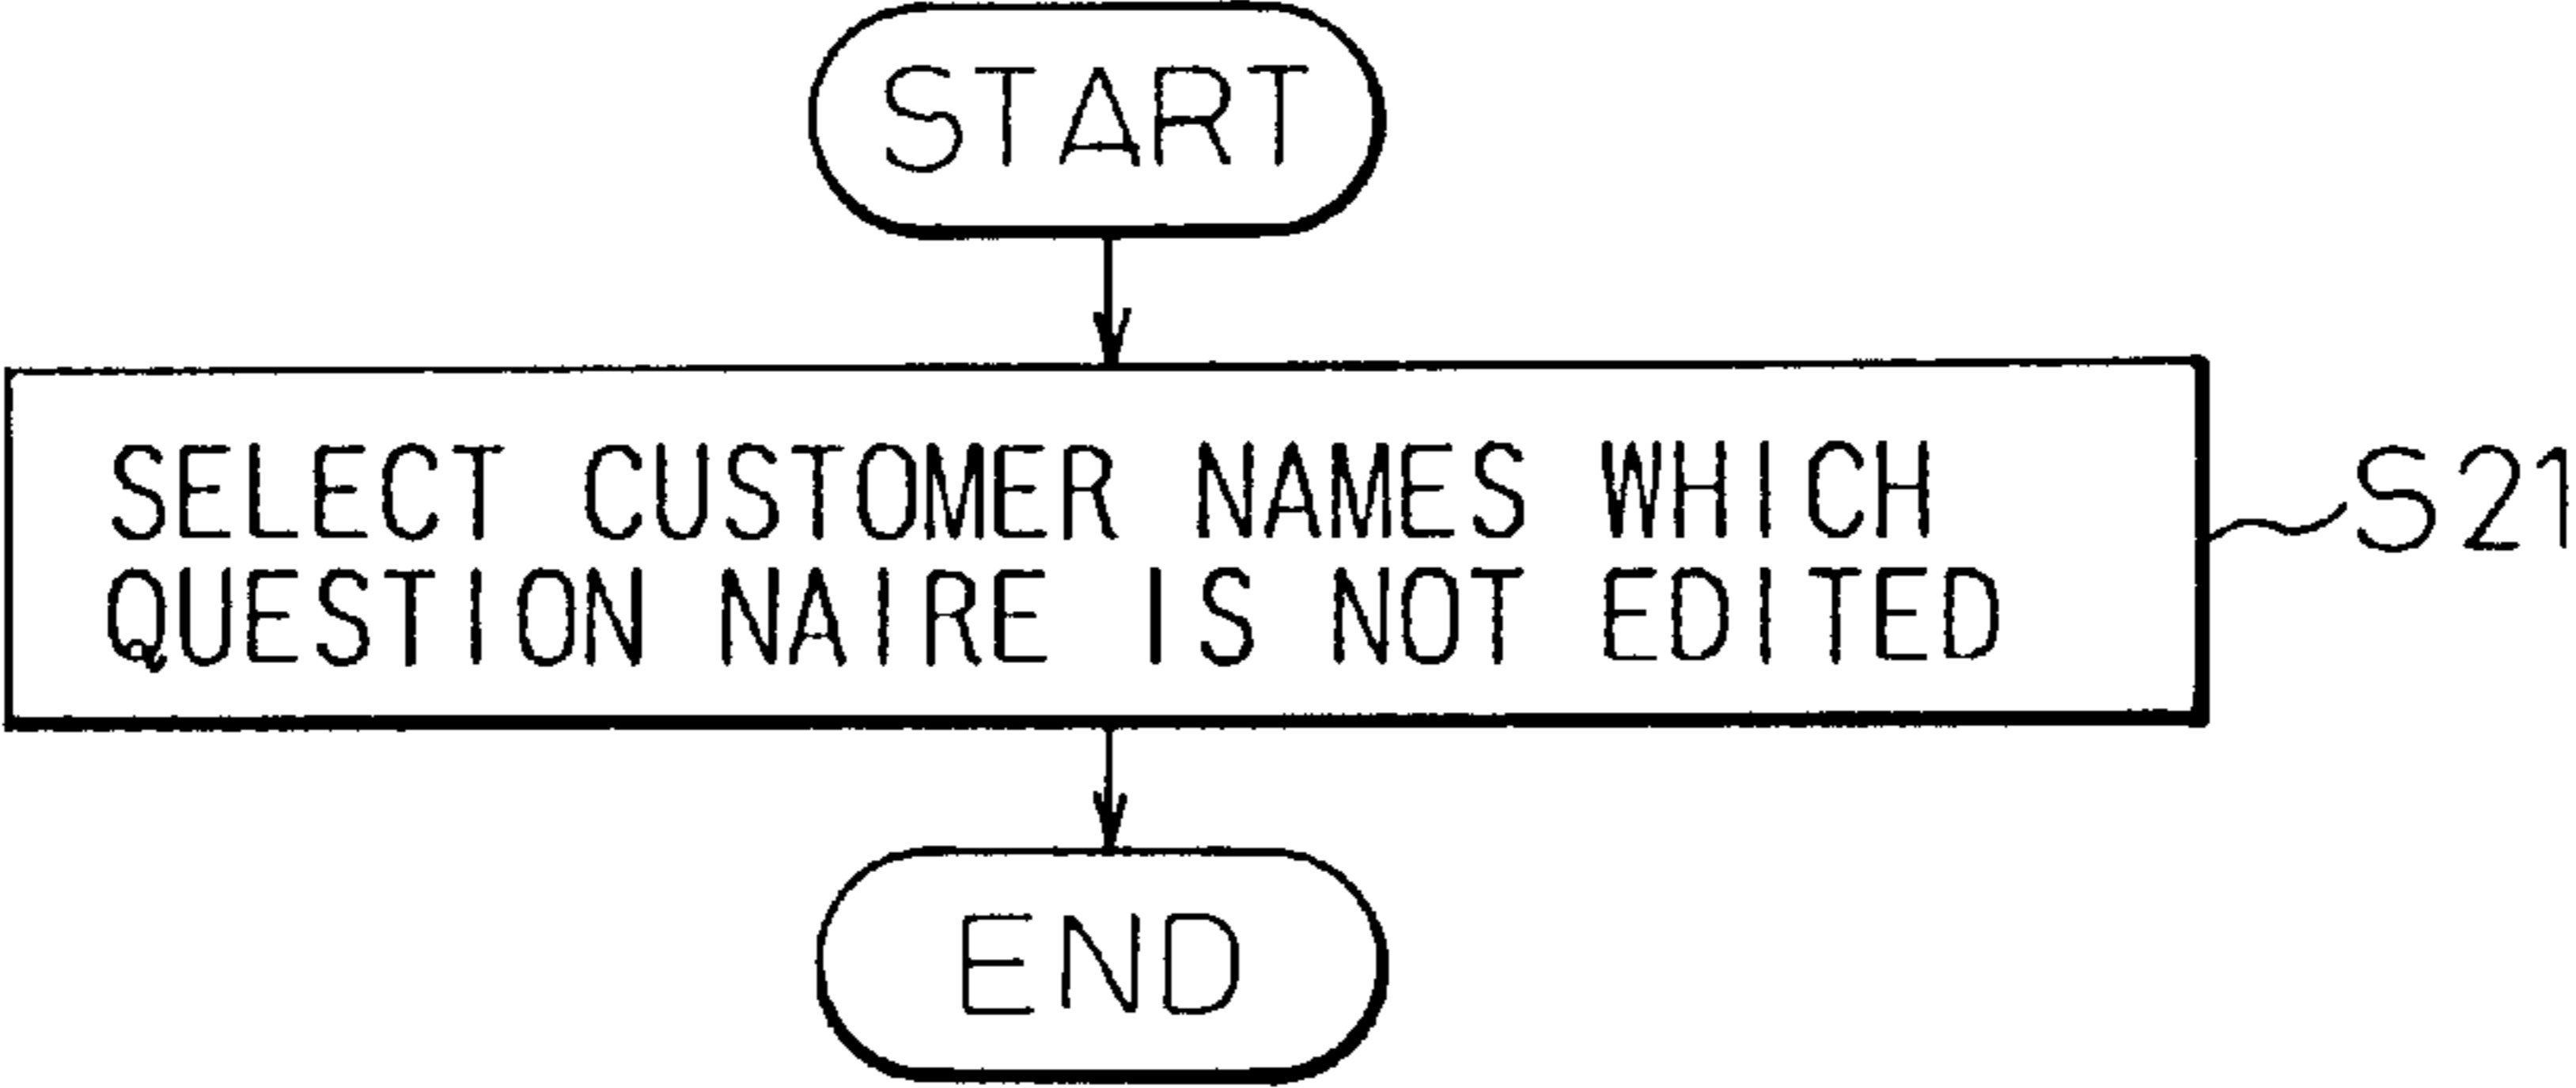 START
SELECT CUSTOMER NAMES WHICH
QUESTION NAIRE IS NOT EDITED
S21
END